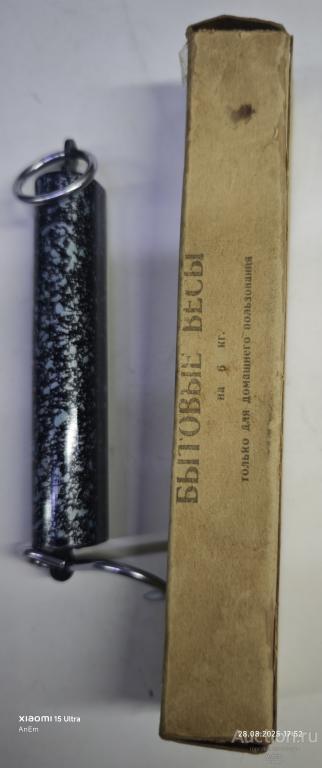 БЫТОВЫЕ ВЕСЫ
на 6 кг.
только для домашнего пользования
xiaomi 15 Ultra
AnEm
28.08.2025 17:52
Auction.ru